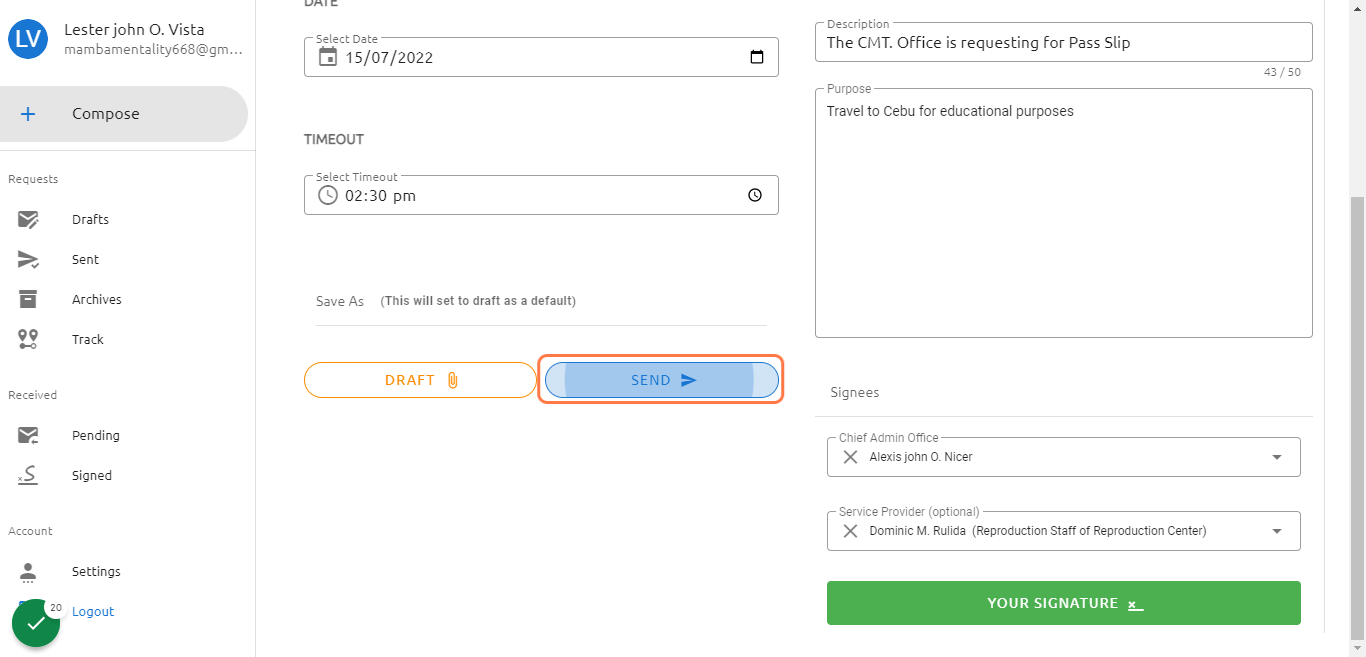 LV
Lester john O. Vista
mambamentality668@gm...
Compose
Requests
Drafts
Sent
Archives
Track
Received
Pending
Signed
Account
Settings
Logout
20
DATE
Select Date
15/07/2022
TIMEOUT
Select Timeout
02:30 pm
Save As (This will set to draft as a default)
DRAFT
SEND
Description
The CMT. Office is requesting for Pass Slip
43 / 50
Purpose
Travel to Cebu for educational purposes
Signees
Chief Admin Office
Alexis john O. Nicer
Service Provider (optional)
Dominic M. Rulida (Reproduction Staff of Reproduction Center)
YOUR SIGNATURE